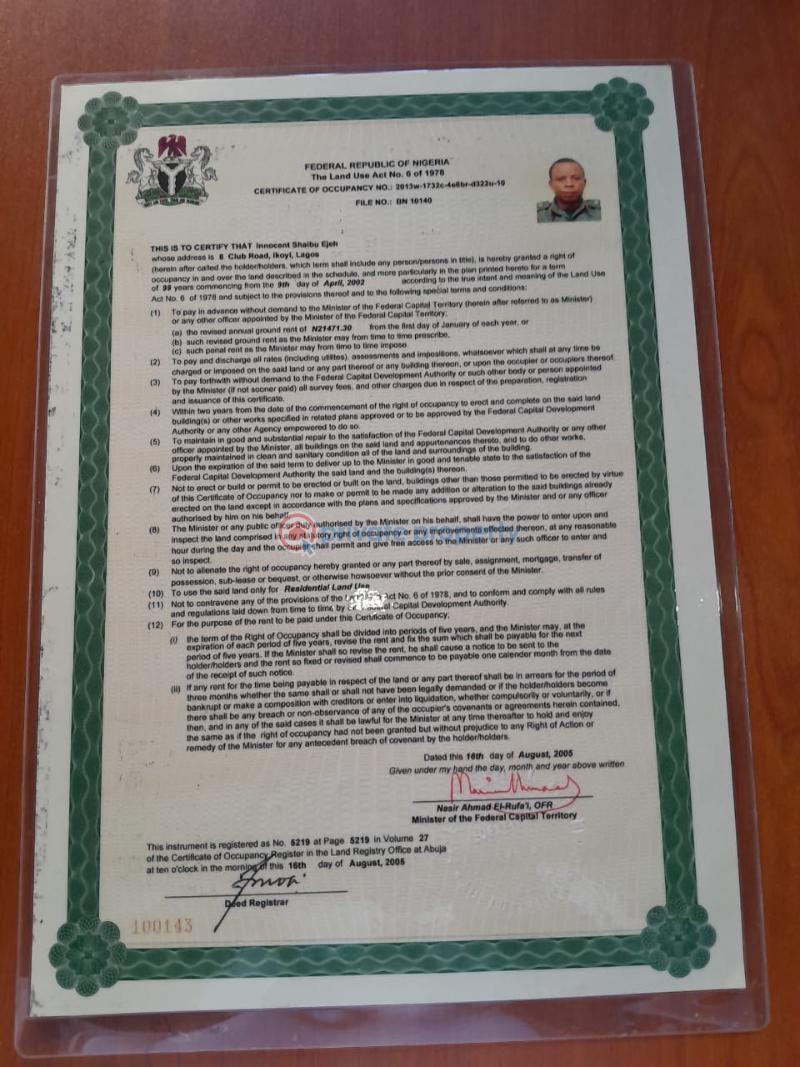 FEDERAL REPUBLIC OF NIGERIA
The Land Use Act No. 6 of 1978
CERTIFICATE OF OCCUPANCY NO.: 2013w-1732c-4e8br-d322u-10
FILE NO.: BN 10140
THIS IS TO CERTIFY THAT Innocent Shaibu Ejeh
whose address is 6 Club Road, Ikoyi, Lagos
(herein after called the holder/holders, which term shall include any person/persons in title), is hereby granted a right of
occupancy in and over the land described in the schedule, and more particularly in the plan printed hereto for a term
of 99 years commencing from the 9th day of April, 2002 according to the true intent and meaning of the Land Use
Act No. 6 of 1978 and subject to the provisions thereof and to the following special terms and conditions:
(1) To pay in advance without demand to the Minister of the Federal Capital Territory (herein after referred to as Minister)
or any other officer appointed by the Minister of the Federal Capital Territory;
(a) the revised annual ground rent of N21471.30 from the first day of January of each year, or
(b) such revised ground rent as the Minister may from time to time prescribe,
(c) such penal rent as the Minister may from time to time impose.
(2) To pay and discharge all rates (including utilites), assessments and impositions, whatsoever which shall at any time be
charged or imposed on the said land or any part thereof or any building thereon, or upon the occupier or occupiers thereof.
(3) To pay forthwith without demand to the Federal Capital Development Authority or such other body or person appointed
by the Minister (if not sooner paid) all survey fees, and other charges due in respect of the preparation, registration
and issuance of this certificate.
(4) Within two years from the date of the commencement of the right of occupancy to erect and complete on the said land
building(s) or other works specified in related plans approved or to be approved by the Federal Capital Development
Authority or any other Agency empowered to do so.
(5) To maintain in good and substantial repair to the satisfaction of the Federal Capital Development Authority or any other
officer appointed by the Minister, all buildings on the said land and appurtenances thereto, and to do other works,
properly maintained in clean and sanitary condition all of the land and surroundings of the building.
(6) Upon the expiration of the said term to deliver up to the Minister in good and tenable state to the satisfaction of the
Federal Capital Development Authority the said land and the building(s) thereon.
(7) Not to erect or build or permit to be erected or built on the land, buildings other than those permitted to be erected by virtue
of this Certificate of Occupancy nor to make or permit to be made any addition or alteration to the said buildings already
erected on the land except in accordance with the plans and specifications approved by the Minister and or any officer
authorised by him on his behalf.
(8) The Minister or any public officer duly authorised by the Minister on his behalf, shall have the power to enter upon and
inspect the land comprised in any statutory right of occupancy or any improvements effected thereon, at any reasonable
hour during the day and the occupier shall permit and give free access to the Minister or any such officer to enter and
so inspect.
private property
(9) Not to alienate the right of occupancy hereby granted or any part thereof by sale, assignment, mortgage, transfer of
possession, sub-lease or bequest, or otherwise howsoever without the prior consent of the Minister.
(10) To use the said land only for Residential Land Use
(11) Not to contravene any of the provisions of the Act No. 6 of 1978, and to conform and comply with all rules
and regulations laid down from time to time by Capital Development Authority.
(12) For the purpose of the rent to be paid under this Certificate of Occupancy;
(i) the term of the Right of Occupancy shall be divided into periods of five years, and the Minister may, at the
expiration of each period of five years, revise the rent and fix the sum which shall be payable for the next
period of five years. If the Minister shall so revise the rent, he shall cause a notice to be sent to the
holder/holders and the rent so fixed or revised shall commence to be payable one calender month from the date
of the receipt of such notice.
(ii) If any rent for the time being payable in respect of the land or any part thereof shall be in arrears for the period of
three months whether the same shall or shall not have been legally demanded or if the holder/holders become
bankrupt or make a composition with creditors or enter into liquidation, whether compulsorily or voluntarily, or if
there shall be any breach or non-observance of any of the occupier's covenants or agreements herein contained,
then, and in any of the said cases it shall be lawful for the Minister at any time thereafter to hold and enjoy
the same as if the right of occupancy had not been granted but without prejudice to any Right of Action or
remedy of the Minister for any antecedent breach of covenant by the holder/holders.
Dated this 16th day of August, 2005
Given under my hand the day, month and year above written
Nasir Ahmad El-Rufa'i, OFR
Minister of the Federal Capital Territory
This instrument is registered as No. 5219 at Page 5219 in Volume 27
of the Certificate of Occupancy Register in the Land Registry Office at Abuja
at ten o'clock in the morning of this 16th day of August, 2005
Deed Registrar
100143